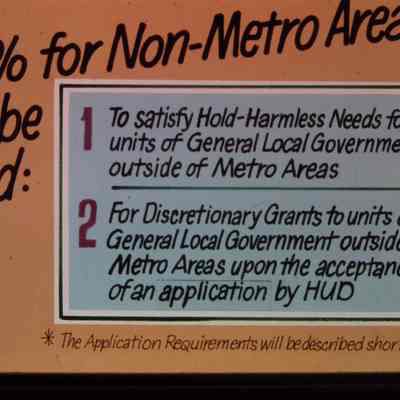 % for Non-Metro Area
be
d:
1 To satisfy Hold-Harmless Needs fo
units of General Local Governme
outside of Metro Areas
2 For Discretionary Grants to units o
General Local Government outside
Metro Areas upon the acceptanc
of an application by HUD
* The Application Requirements will be described shor